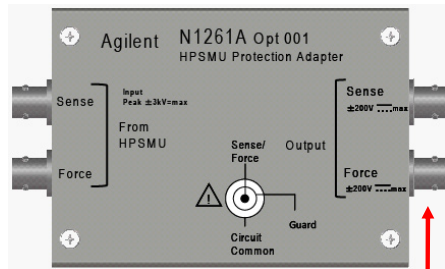 Agilent N1261A Opt 001
HPSMU Protection Adapter
Input
Peak ±3kV=max
Sense
From
HPSMU
Force
Sense/
Force
Output
Sense
±200V ⎓max
Force
±200V ⎓max
Guard
Circuit
Common